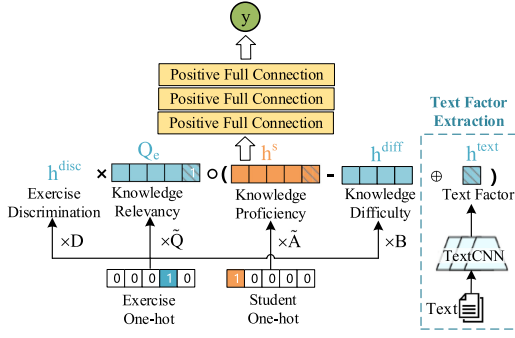 y
Positive Full Connection
Positive Full Connection
Positive Full Connection
Text Factor
Extraction
h^disc × Q_e 1 ○ ( h^s - h^diff ⊕ h^text )
Exercise
Discrimination
Knowledge
Relevancy
Knowledge
Proficiency
Knowledge
Difficulty
Text Factor
×D
×Q̃
×Ã
×B
TextCNN
0 0 0 1 0
1 0 0 0 0
Exercise
One-hot
Student
One-hot
Text